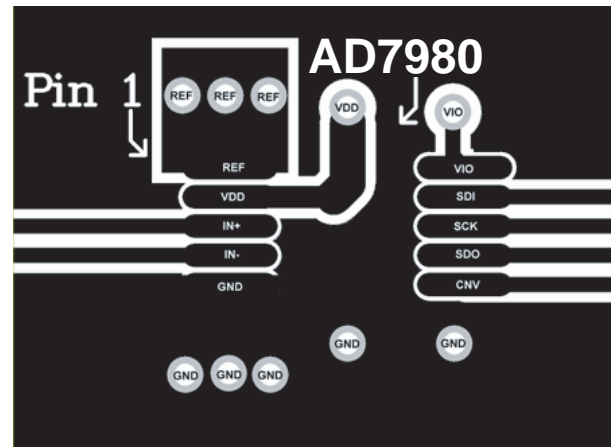 AD7980
Pin 1
REF REF REF
VDD
VIO
REF
VDD
IN+
IN-
GND
VIO
SDI
SCK
SDO
CNV
GND
GND
GND GND GND